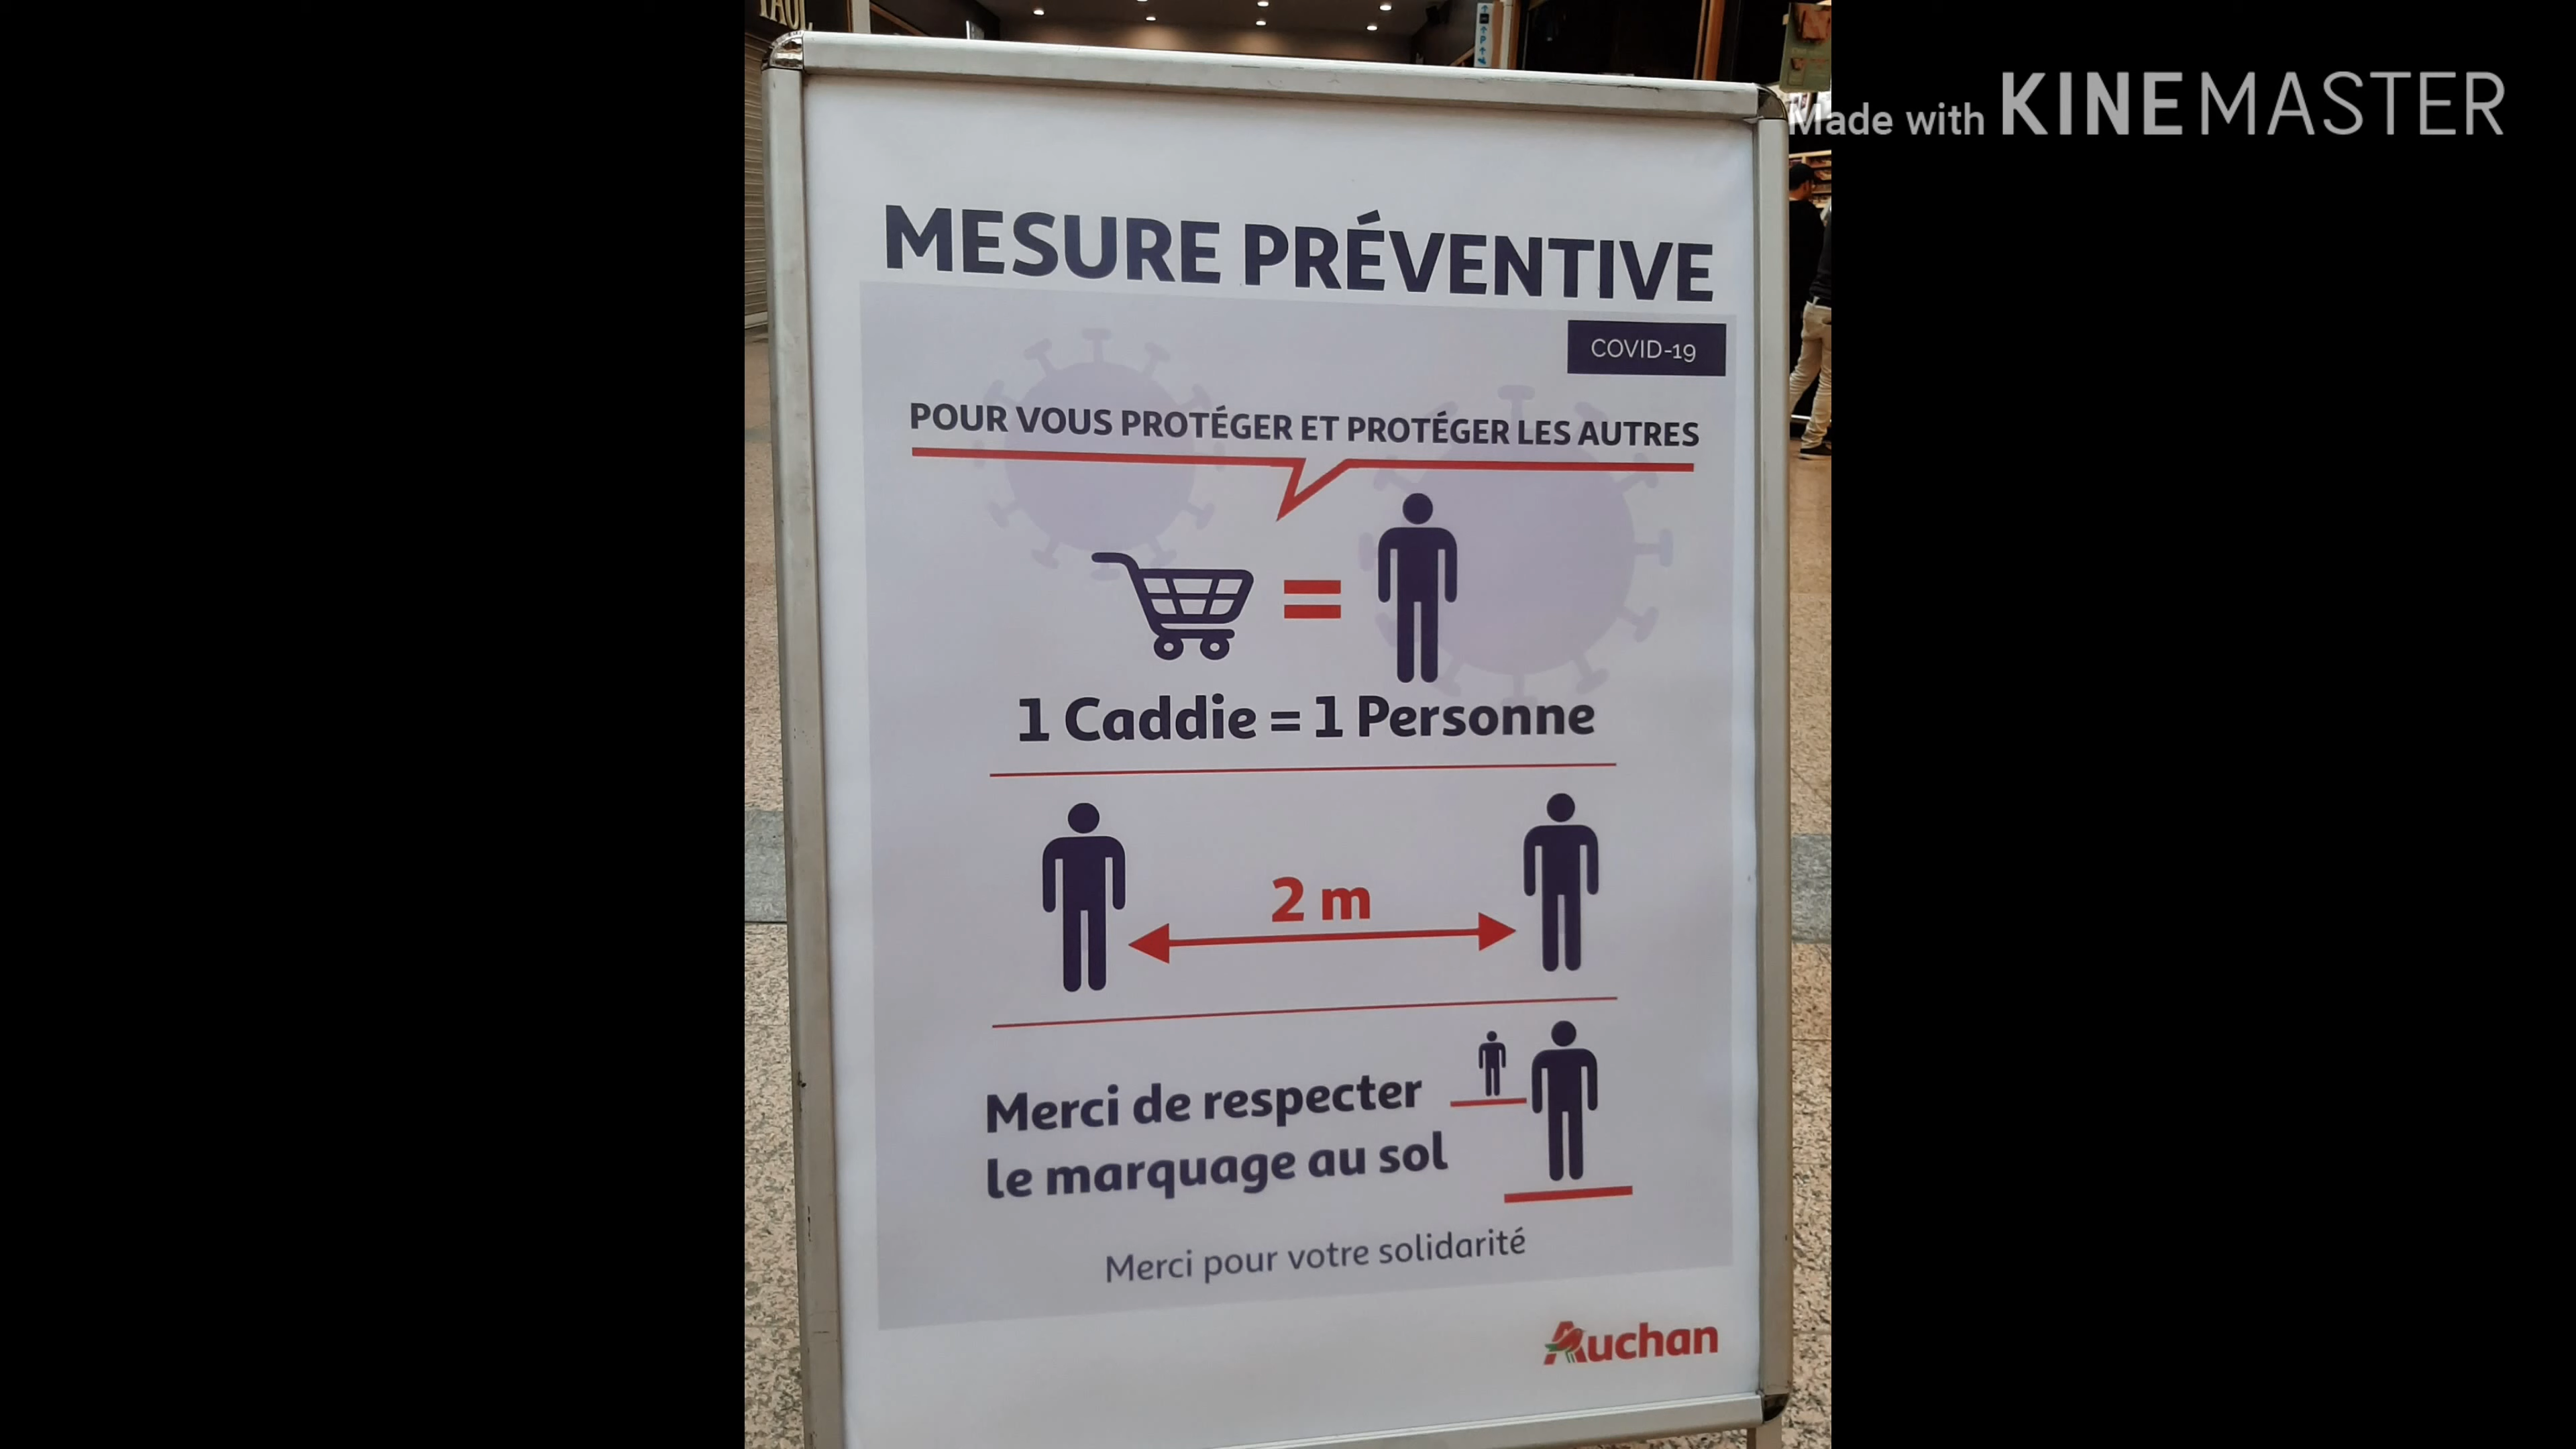 PAUL
Made with KINEMASTER
MESURE PRÉVENTIVE
COVID-19
POUR VOUS PROTÉGER ET PROTÉGER LES AUTRES
1 Caddie = 1 Personne
2 m
Merci de respecter
le marquage au sol
Merci pour votre solidarité
Auchan